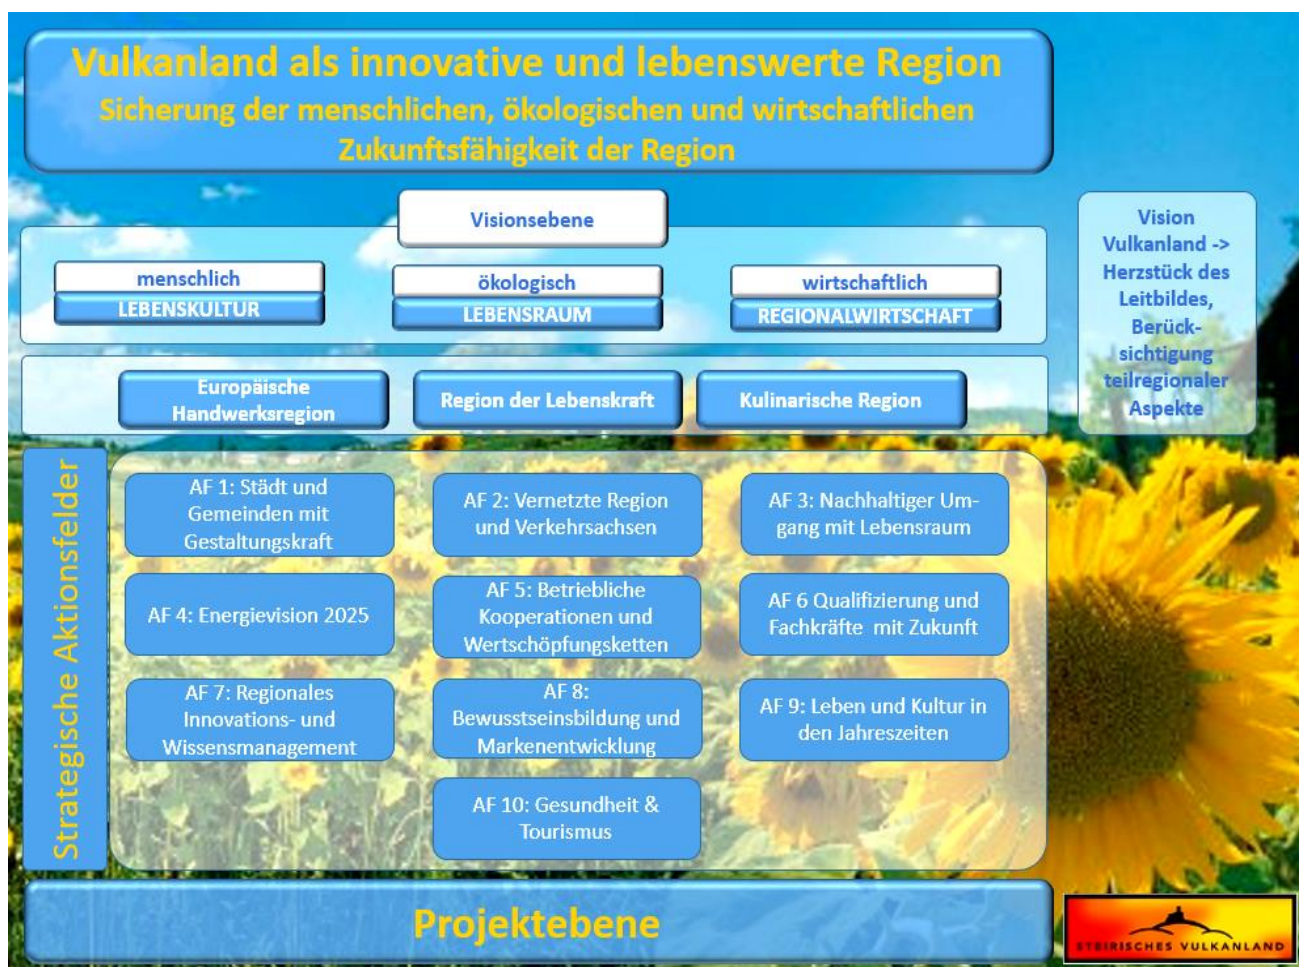 Vulkanland als innovative und lebenswerte Region
Sicherung der menschlichen, ökologischen und wirtschaftlichen
Zukunftsfähigkeit der Region
Visionsebene
menschlich
LEBENSKULTUR
ökologisch
LEBENSRAUM
wirtschaftlich
REGIONALWIRTSCHAFT
Vision
Vulkanland ->
Herzstück des
Leitbildes,
Berück-
sichtigung
teilregionaler
Aspekte
Europäische
Handwerksregion
Region der Lebenskraft
Kulinarische Region
Strategische Aktionsfelder
AF 1: Städt und
Gemeinden mit
Gestaltungskraft
AF 2: Vernetzte Region
und Verkehrsachsen
AF 3: Nachhaltiger Um-
gang mit Lebensraum
AF 4: Energievision 2025
AF 5: Betriebliche
Kooperationen und
Wertschöpfungsketten
AF 6 Qualifizierung und
Fachkräfte mit Zukunft
AF 7: Regionales
Innovations- und
Wissensmanagement
AF 8:
Bewusstseinsbildung und
Markenentwicklung
AF 9: Leben und Kultur in
den Jahreszeiten
AF 10: Gesundheit &
Tourismus
Projektebene
STEIRISCHES VULKANLAND